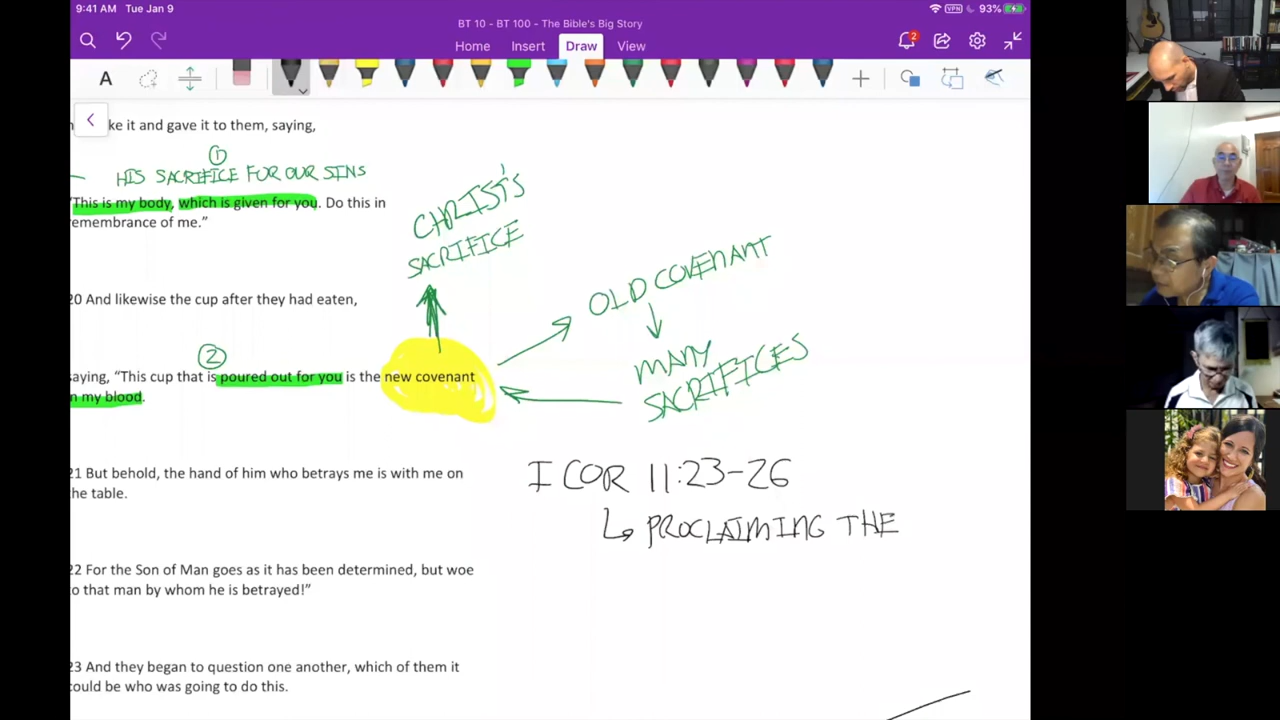 9:41 AM Tue Jan 9
VPN 93%
BT 10 - BT 100 - The Bible's Big Story
Home Insert Draw View
2
A
ke it and gave it to them, saying,
①
HIS SACRIFICE FOR OUR SINS
"This is my body, which is given for you. Do this in
emembrance of me."
CHRIST'S
SACRIFICE
OLD COVENANT
20 And likewise the cup after they had eaten,
MANY
SACRIFICES
②
saying, "This cup that is poured out for you is the new covenant
n my blood.
21 But behold, the hand of him who betrays me is with me on
he table.
I COR 11:23-26
↳ PROCLAIMING THE
22 For the Son of Man goes as it has been determined, but woe
o that man by whom he is betrayed!"
23 And they began to question one another, which of them it
could be who was going to do this.